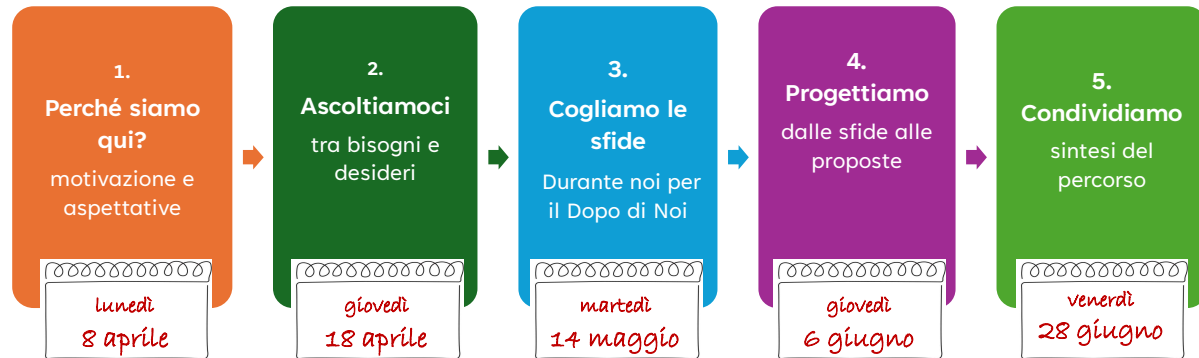 1.
Perché siamo
qui?
motivazione e
aspettative
lunedì
8 aprile
2.
Ascoltiamoci
tra bisogni e
desideri
giovedì
18 aprile
3.
Cogliamo le
sfide
Durante noi per
il Dopo di Noi
martedì
14 maggio
4.
Progettiamo
dalle sfide alle
proposte
giovedì
6 giugno
5.
Condividiamo
sintesi del
percorso
venerdì
28 giugno